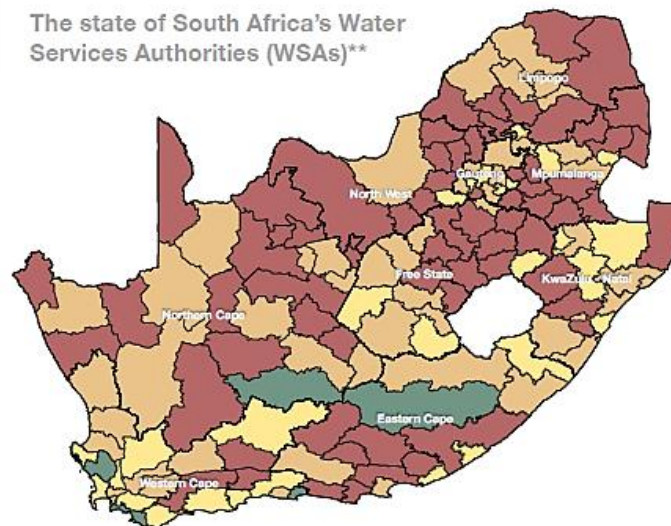 The state of South Africa's Water
Services Authorities (WSAs)**
Limpopo
Gauteng
Mpumalanga
North West
Free State
KwaZulu - Natal
Northern Cape
Eastern Cape
Western Cape